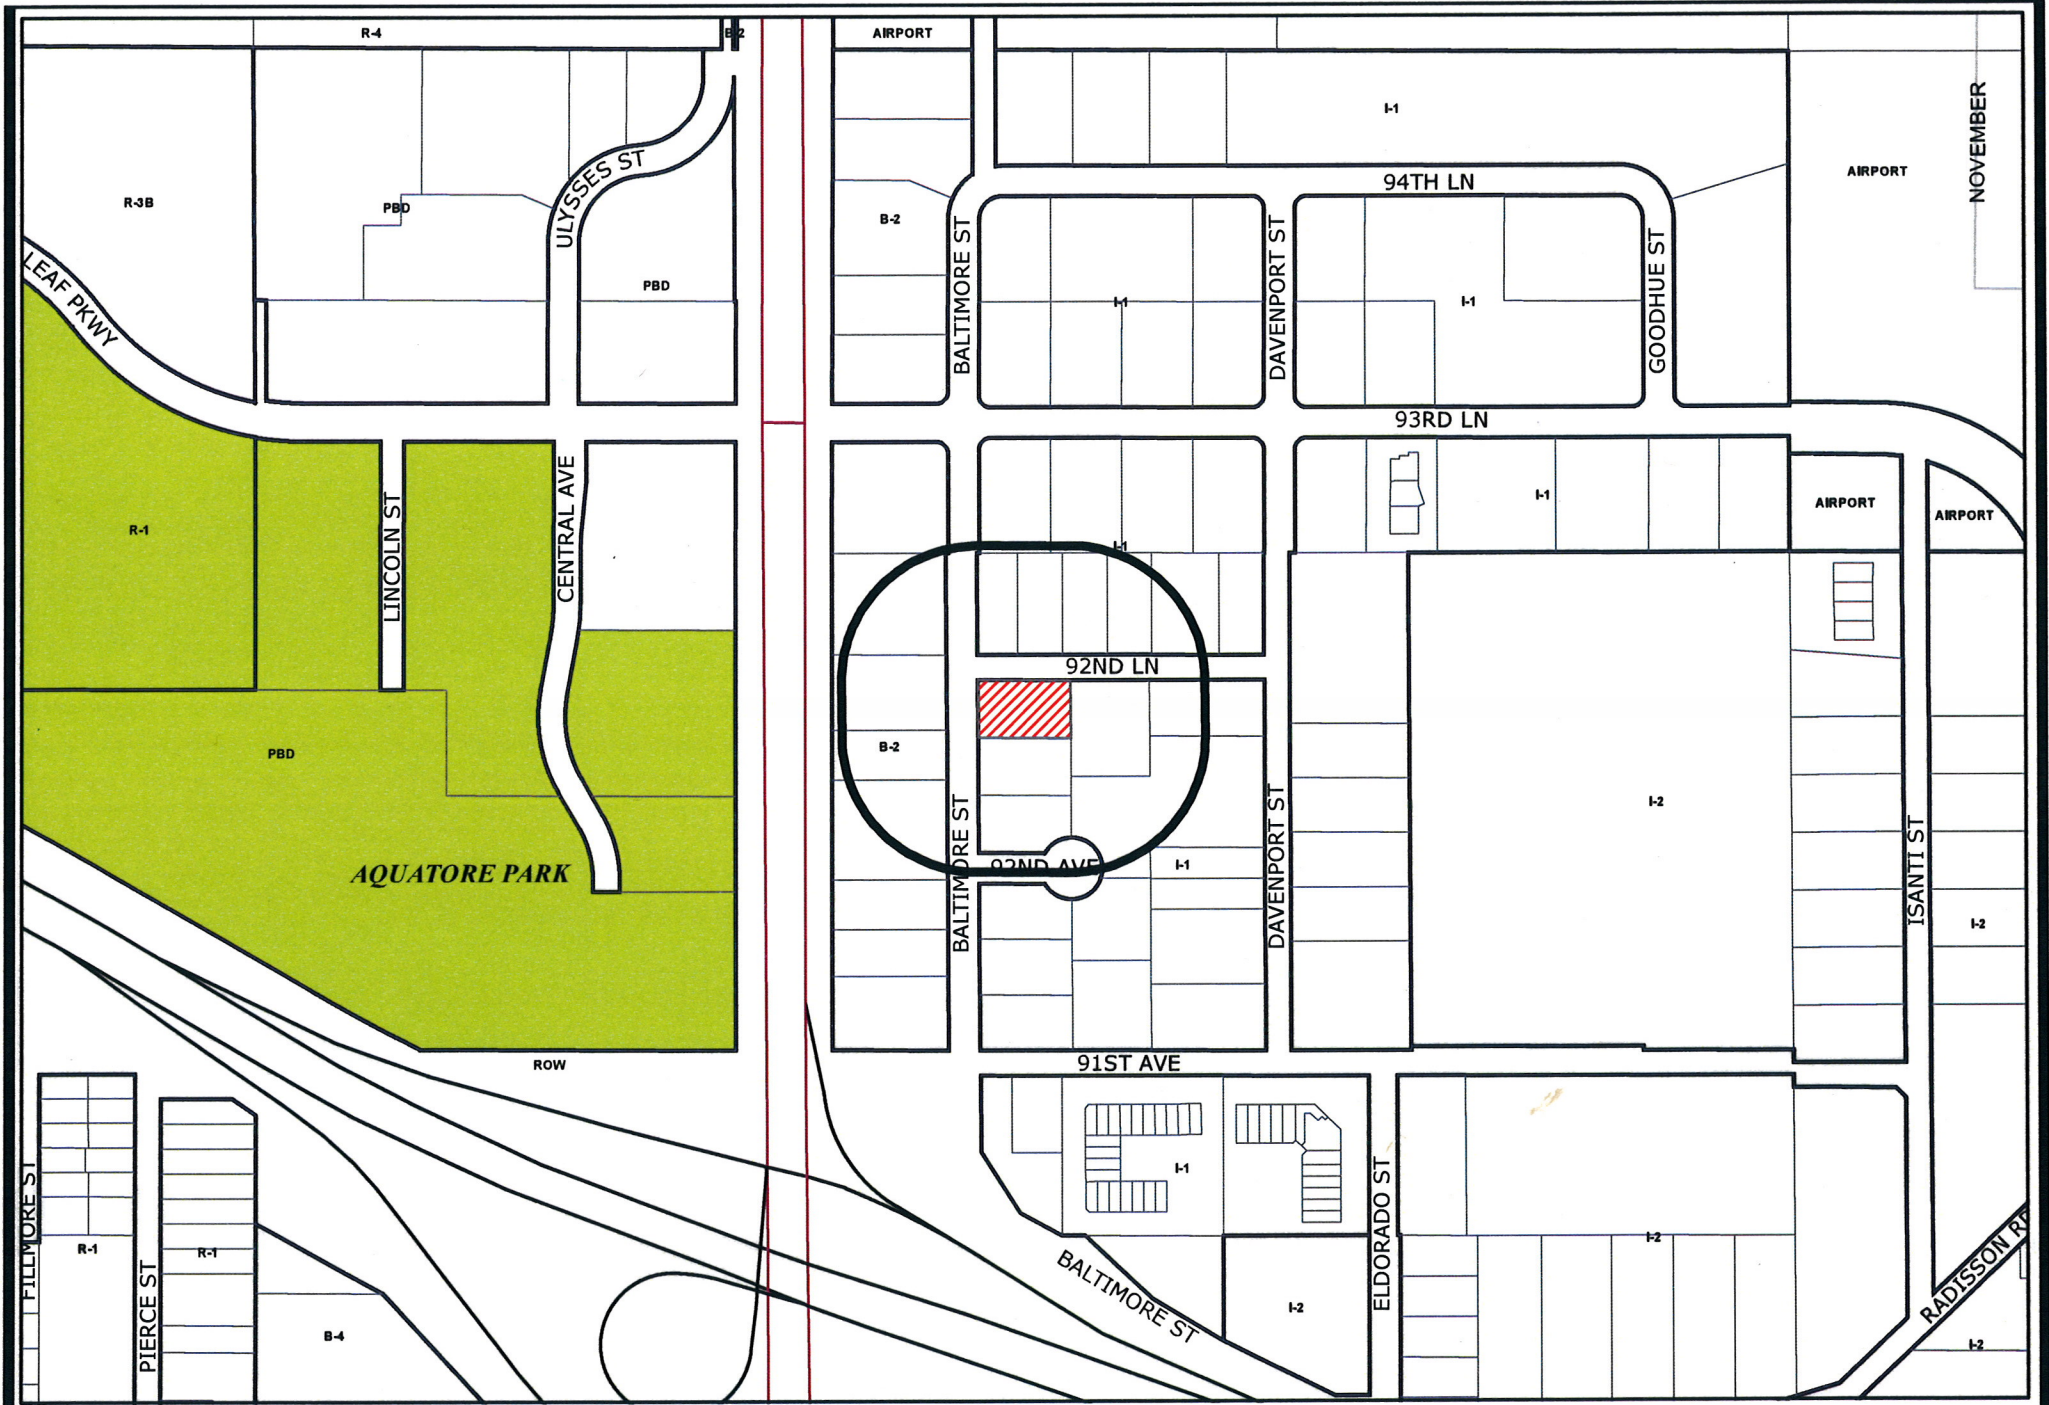 R-4
B-2
AIRPORT
I-1
NOVEMBER
AIRPORT
ULYSSES ST
94TH LN
R-3B
PBD
B-2
BALTIMORE ST
DAVENPORT ST
GOODHUE ST
LEAF PKWY
PBD
I-1
I-1
93RD LN
CENTRAL AVE
LINCOLN ST
R-1
I-1
AIRPORT
AIRPORT
I-1
92ND LN
PBD
B-2
I-2
BALTIMORE ST
DAVENPORT ST
ISANTI ST
AQUATORE PARK
92ND AVE
I-1
I-2
ROW
91ST AVE
FILLMORE ST
I-1
ELDORADO ST
R-1
R-1
PIERCE ST
I-2
RADISSON RD
BALTIMORE ST
I-2
B-4
I-2